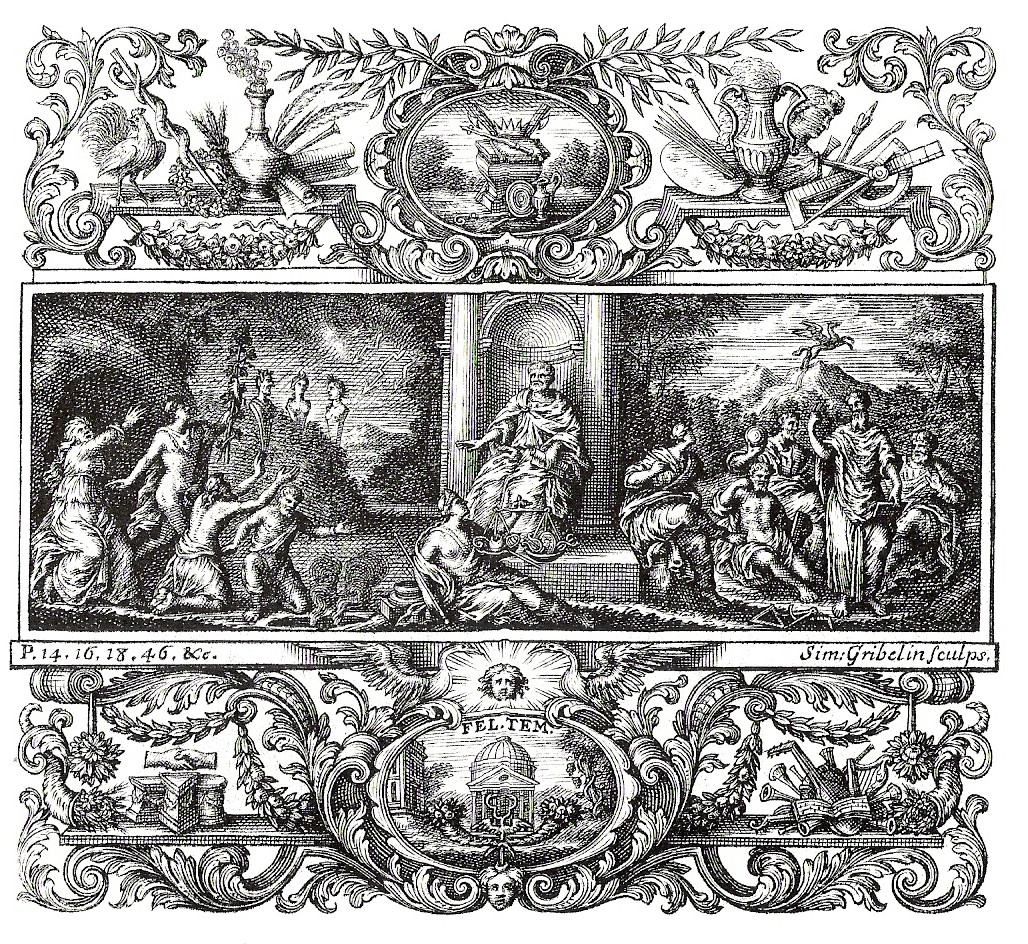 P. 14. 16. 18. 46. &c.
Sim: Gribelin sculps.
FEL. TEM.